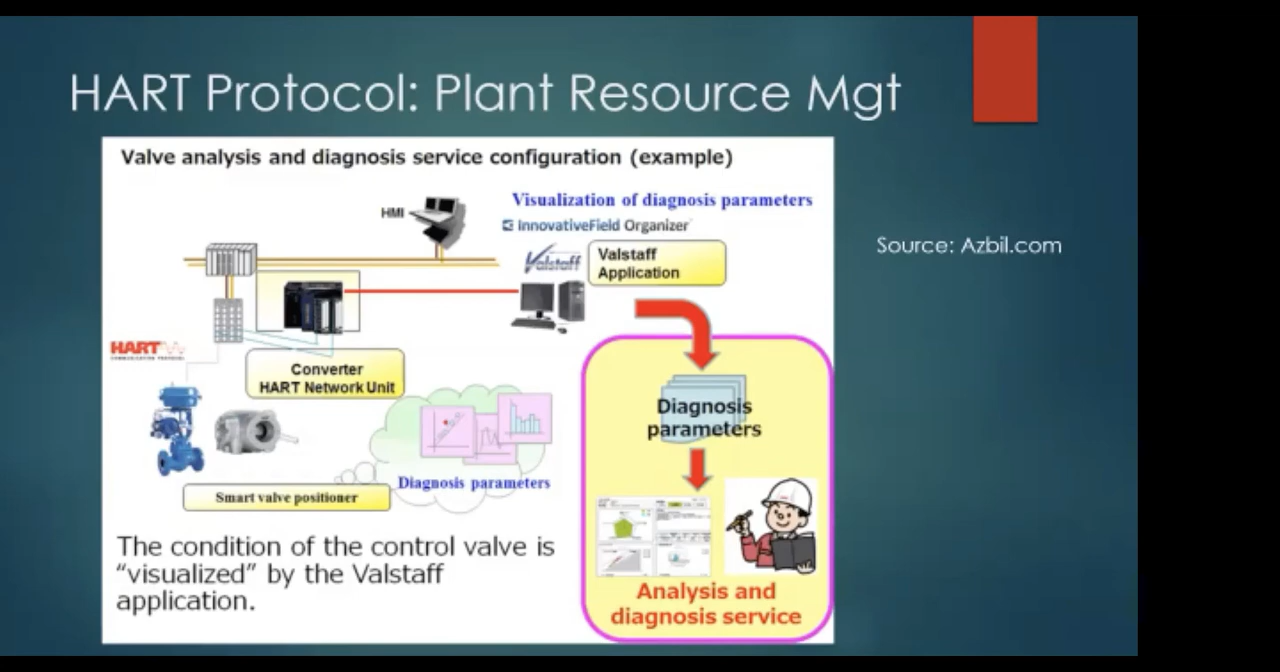 HART Protocol: Plant Resource Mgt
Valve analysis and diagnosis service configuration (example)
HMI
Visualization of diagnosis parameters
InnovativeField Organizer
Valstaff
Valstaff
Application
Source: Azbil.com
HART
COMMUNICATION PROTOCOL
Converter
HART Network Unit
Diagnosis
parameters
Diagnosis parameters
Smart valve positioner
The condition of the control valve is
“visualized” by the Valstaff
application.
Analysis and
diagnosis service